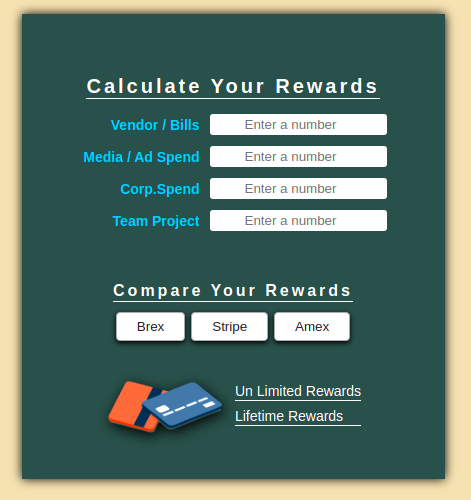 Calculate Your Rewards
Vendor / Bills Enter a number
Media / Ad Spend Enter a number
Corp.Spend Enter a number
Team Project Enter a number
Compare Your Rewards
Brex Stripe Amex
Un Limited Rewards
Lifetime Rewards